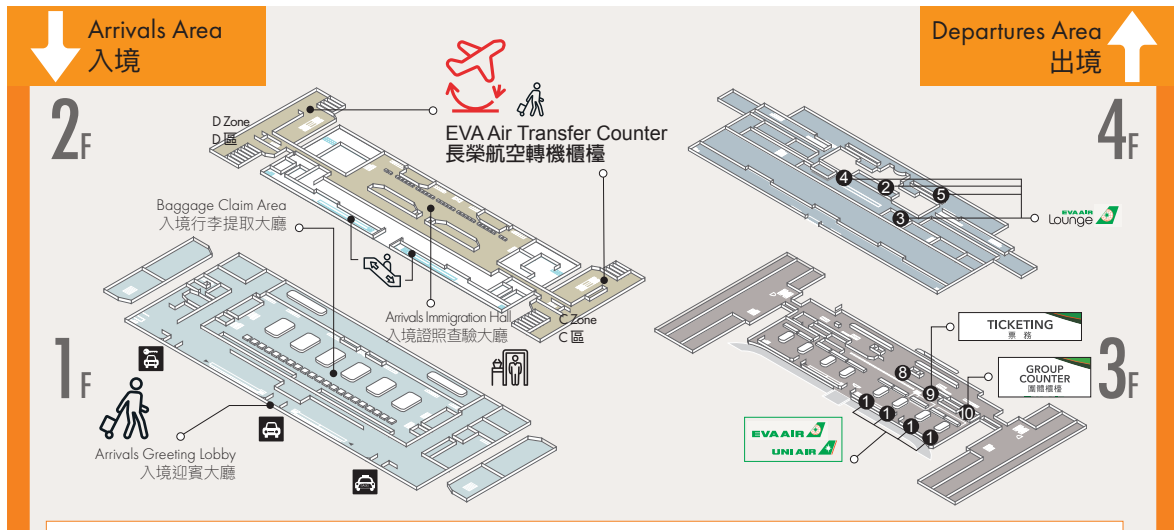 Arrivals Area
入境
Departures Area
出境
2F
D Zone
D 區
EVA Air Transfer Counter
長榮航空轉機櫃檯
Baggage Claim Area
入境行李提取大廳
Arrivals Immigration Hall
入境證照查驗大廳
C Zone
C 區
1F
Arrivals Greeting Lobby
入境迎賓大廳
4F
4
2
5
3
EVA AIR
Lounge
3F
TICKETING
票 務
GROUP
COUNTER
團體櫃檯
8
9
10
1
1
1
1
EVA AIR
UNI AIR